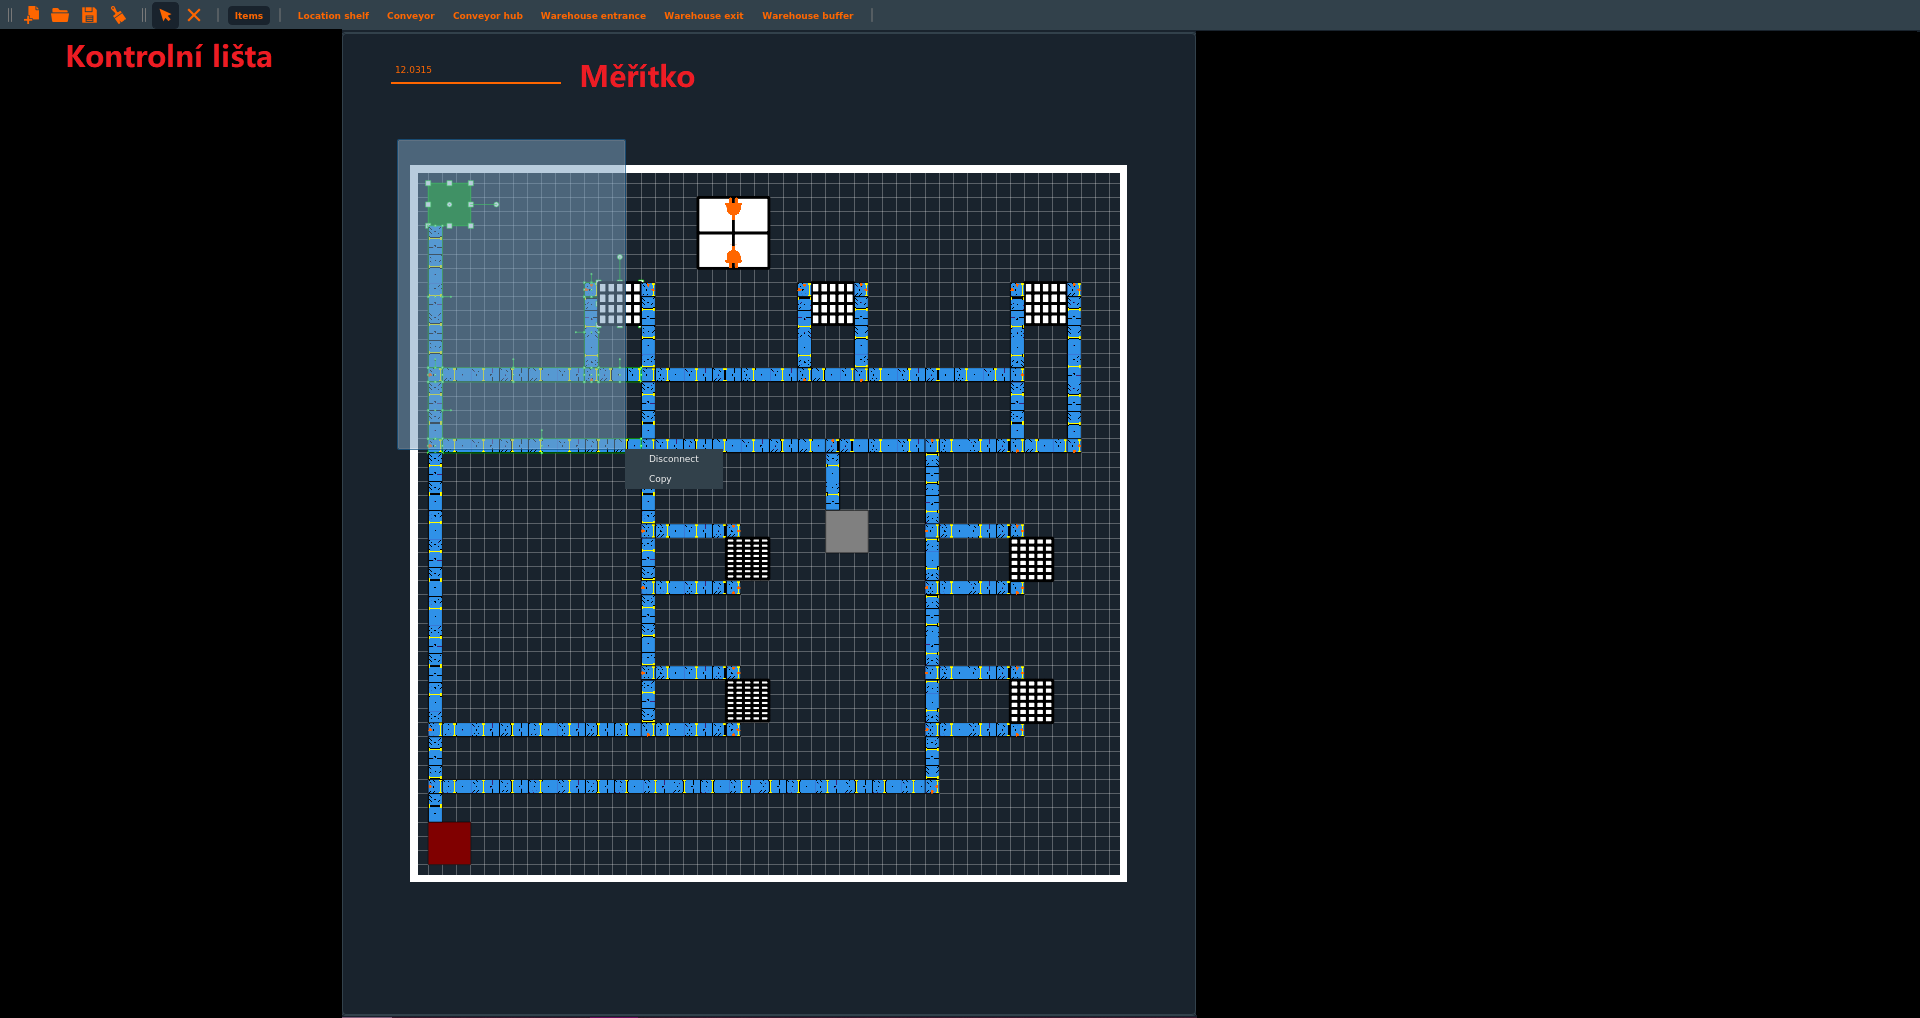 Items
Location shelf
Conveyor
Conveyor hub
Warehouse entrance
Warehouse exit
Warehouse buffer
Kontrolní lišta
12.0315
Měřítko
Disconnect
Copy